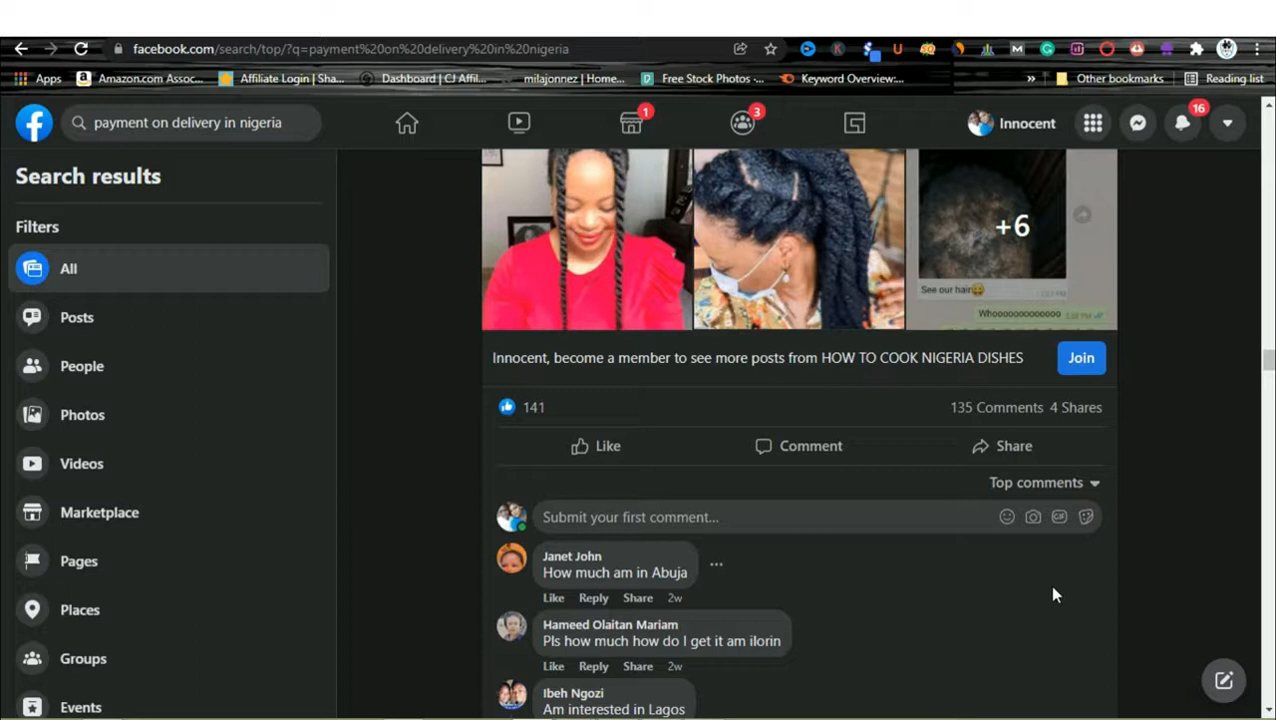 facebook.com/search/top/?q=payment%20on%20delivery%20in%20nigeria
Apps
Amazon.com Assoc...
Affiliate Login | Sha...
Dashboard | CJ Affil...
milajonnez | Home...
Free Stock Photos -...
Keyword Overview:...
»
Other bookmarks
Reading list
payment on delivery in nigeria
1
3
Innocent
16
Search results
Filters
All
Posts
People
Photos
Videos
Marketplace
Pages
Places
Groups
Events
+6
See our hair😄
Whooooooooooooo
Innocent, become a member to see more posts from HOW TO COOK NIGERIA DISHES
Join
141
135 Comments 4 Shares
Like
Comment
Share
Top comments
Submit your first comment...
GIF
Janet John
How much am in Abuja
Like Reply Share 2w
Hameed Olaitan Mariam
Pls how much how do I get it am ilorin
Like Reply Share 2w
Ibeh Ngozi
Am interested in Lagos